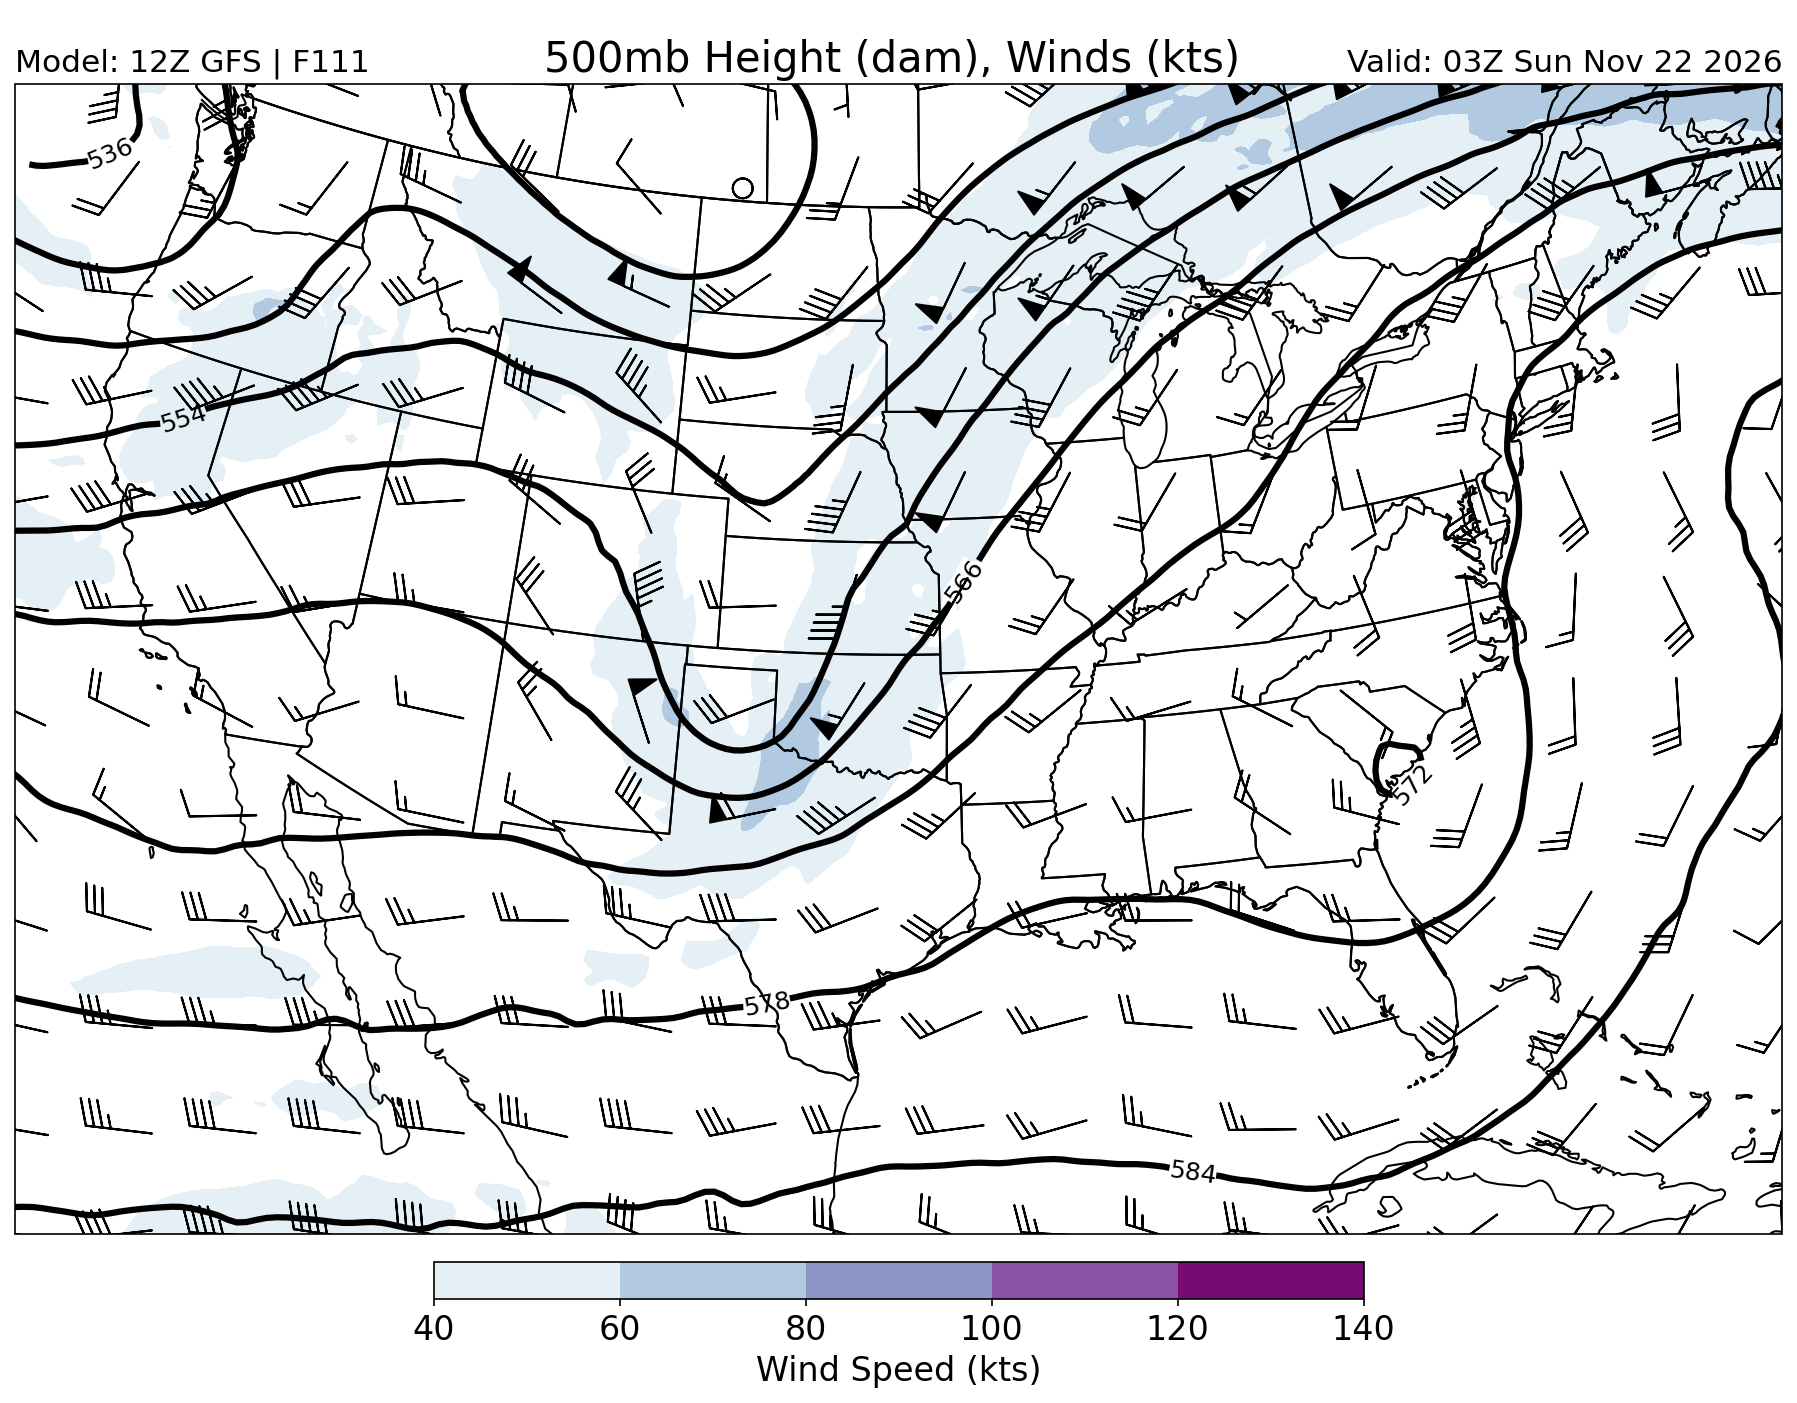 Model: 12Z GFS | F111
500mb Height (dam), Winds (kts)
Valid: 03Z Sun Nov 22 2026
536
554
566
572
578
584
40 60 80 100 120 140
Wind Speed (kts)